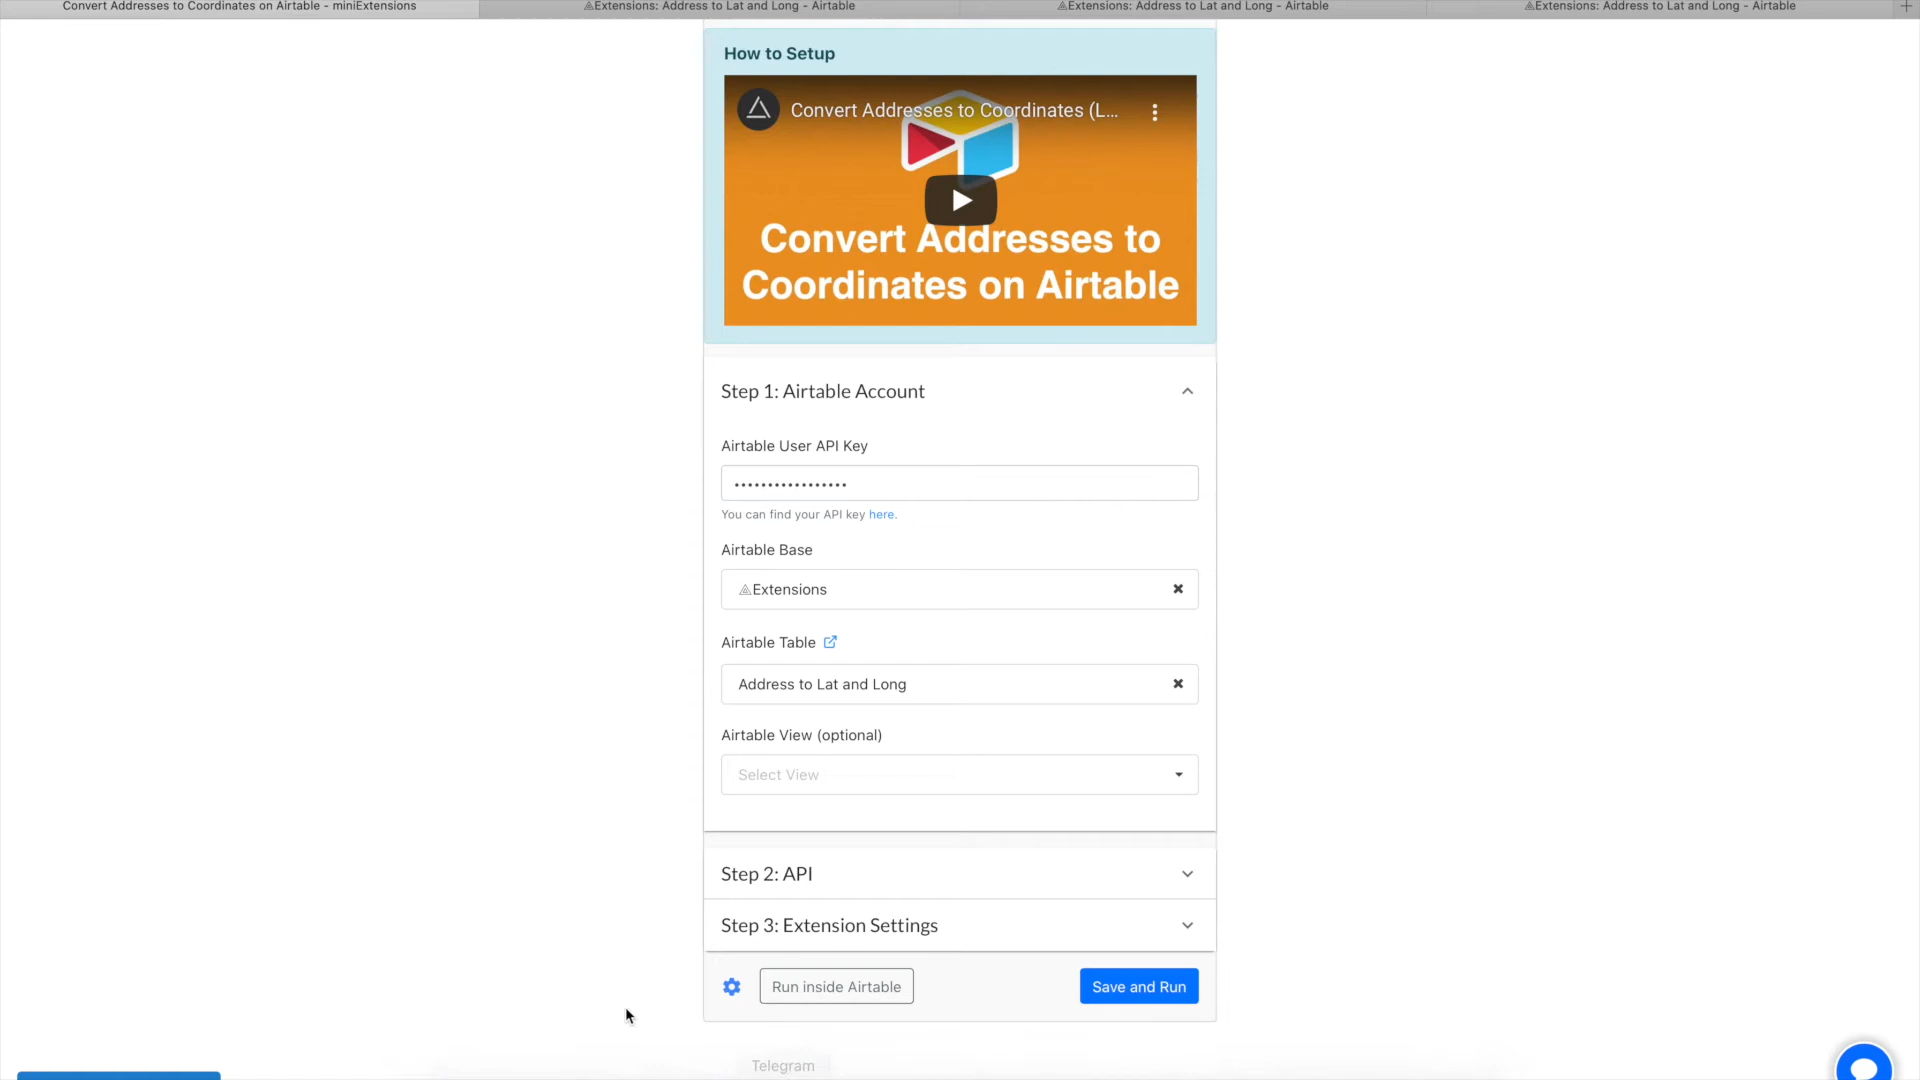 Convert Addresses to Coordinates on Airtable - miniExtensions
⧊Extensions: Address to Lat and Long - Airtable
⧊Extensions: Address to Lat and Long - Airtable
⧊Extensions: Address to Lat and Long - Airtable
How to Setup
Convert Addresses to Coordinates (L...
Convert Addresses to
Coordinates on Airtable
Step 1: Airtable Account
Airtable User API Key
•••••••••••••••••
You can find your API key here.
Airtable Base
⧊Extensions
Airtable Table
Address to Lat and Long
Airtable View (optional)
Select View
Step 2: API
Step 3: Extension Settings
Run inside Airtable
Save and Run
Telegram